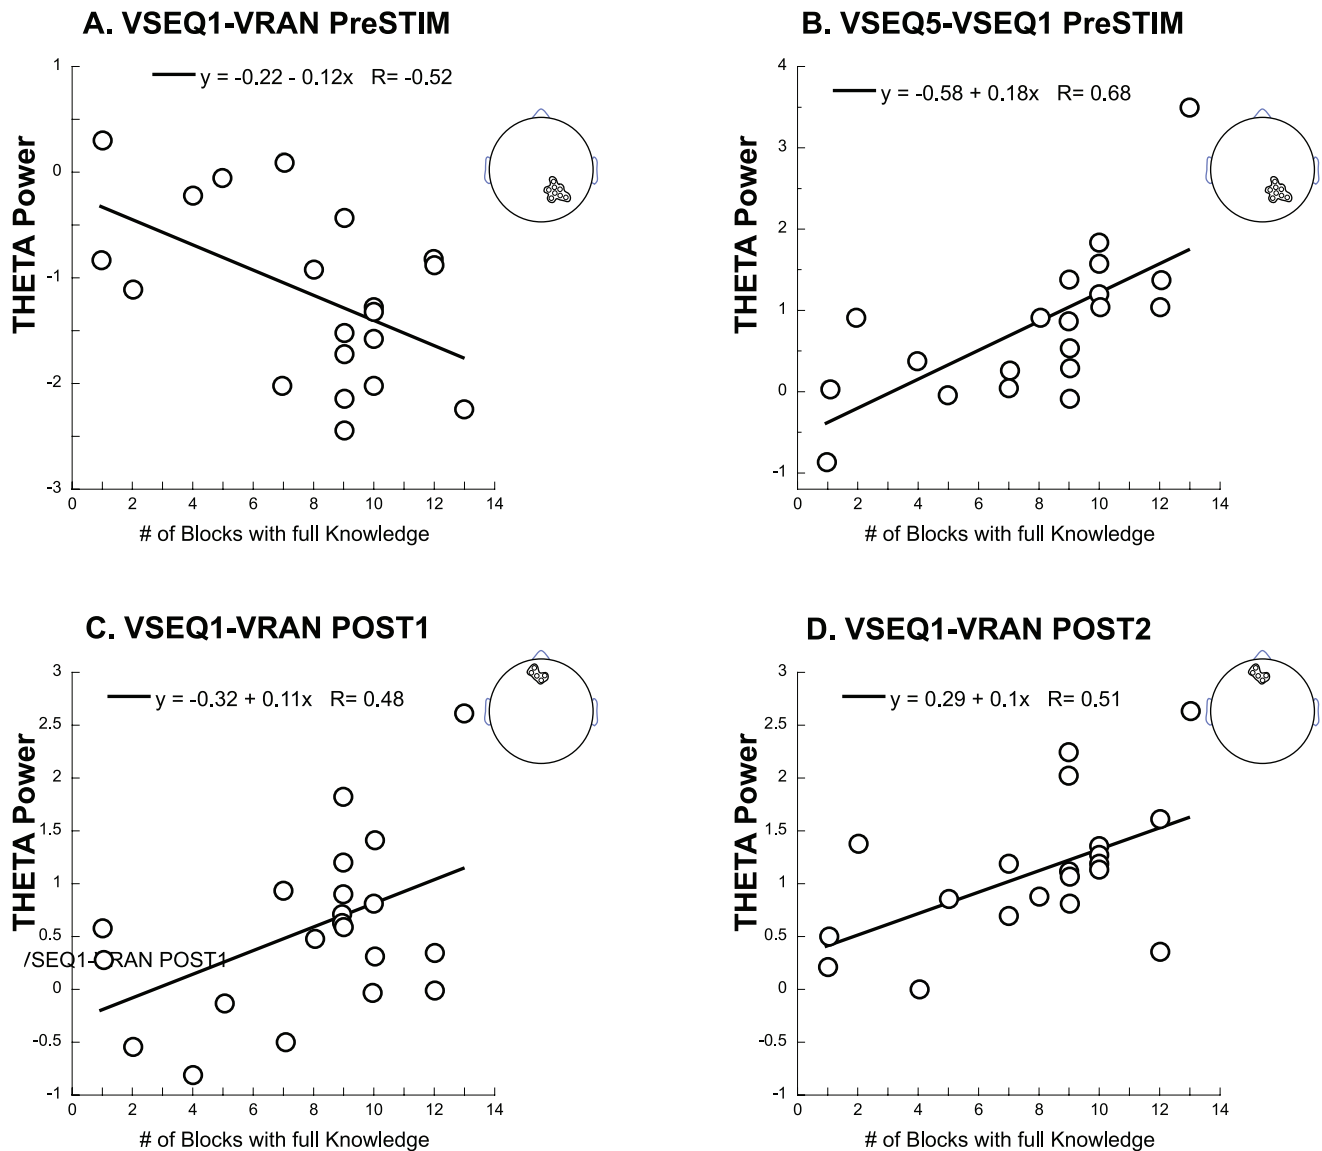 A. VSEQ1-VRAN PreSTIM
y = -0.22 - 0.12x R= -0.52
THETA Power
1
0
-1
-2
-3
0 2 4 6 8 10 12 14
# of Blocks with full Knowledge
B. VSEQ5-VSEQ1 PreSTIM
y = -0.58 + 0.18x R= 0.68
THETA Power
4
3
2
1
0
-1
0 2 4 6 8 10 12 14
# of Blocks with full Knowledge
C. VSEQ1-VRAN POST1
y = -0.32 + 0.11x R= 0.48
THETA Power
3
2.5
2
1.5
1
0.5
/SEQ1-VRAN POST1
0
-0.5
-1
0 2 4 6 8 10 12 14
# of Blocks with full Knowledge
D. VSEQ1-VRAN POST2
y = 0.29 + 0.1x R= 0.51
THETA Power
3
2.5
2
1.5
1
0.5
0
-0.5
-1
0 2 4 6 8 10 12 14
# of Blocks with full Knowledge